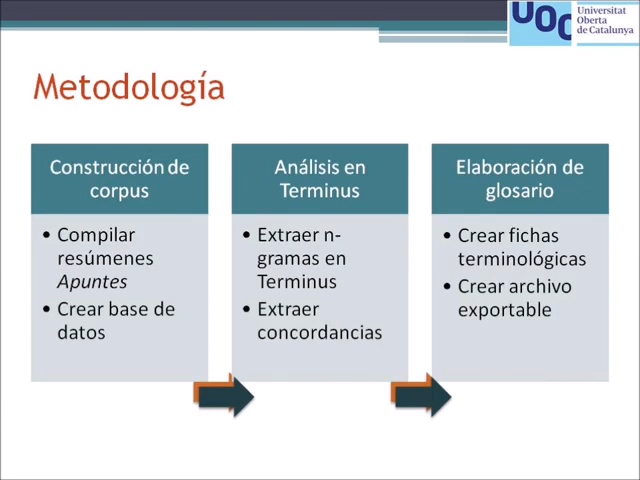 UOC
Universitat
Oberta
de Catalunya
Metodología
Construcción de
corpus
• Compilar
resúmenes
Apuntes
• Crear base de
datos
Análisis en
Terminus
• Extraer n-
gramas en
Terminus
• Extraer
concordancias
Elaboración de
glosario
• Crear fichas
terminológicas
• Crear archivo
exportable